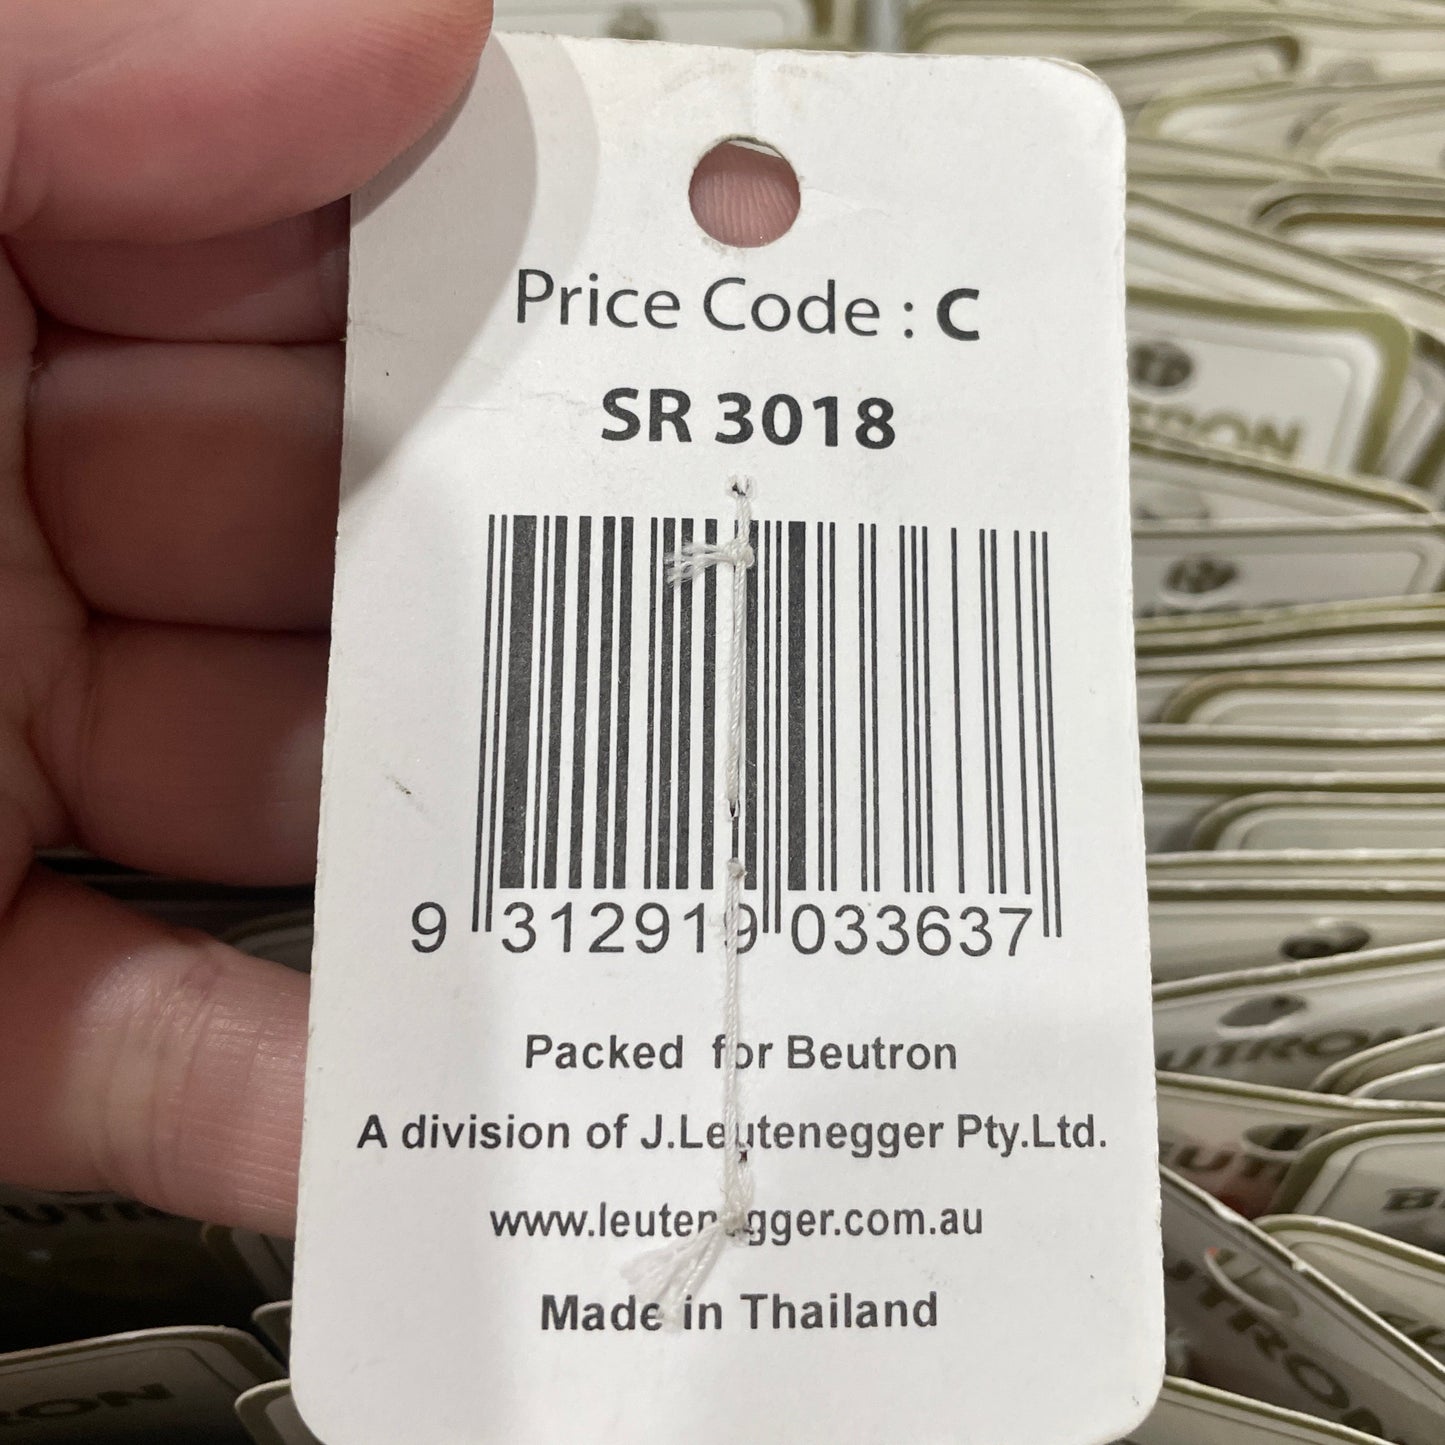 Price Code : C
SR 3018
9 312919 033637
Packed for Beutron
A division of J.Leutenegger Pty.Ltd.
www.leutenegger.com.au
Made in Thailand